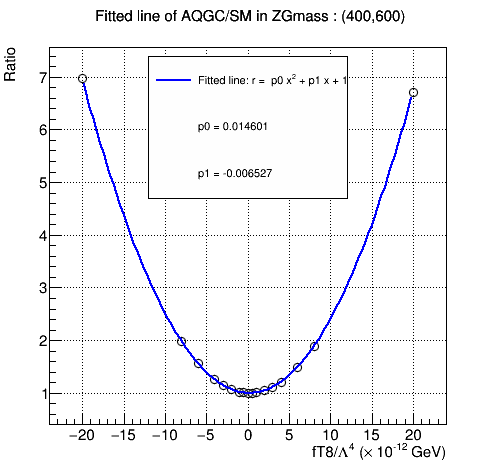 Fitted line of AQGC/SM in ZGmass : (400,600)
Ratio
Fitted line: r = p0 x² + p1 x + 1
p0 = 0.014601
p1 = -0.006527
7
6
5
4
3
2
1
−20 −15 −10 −5 0 5 10 15 20
fT8/Λ⁴ (× 10⁻¹² GeV)